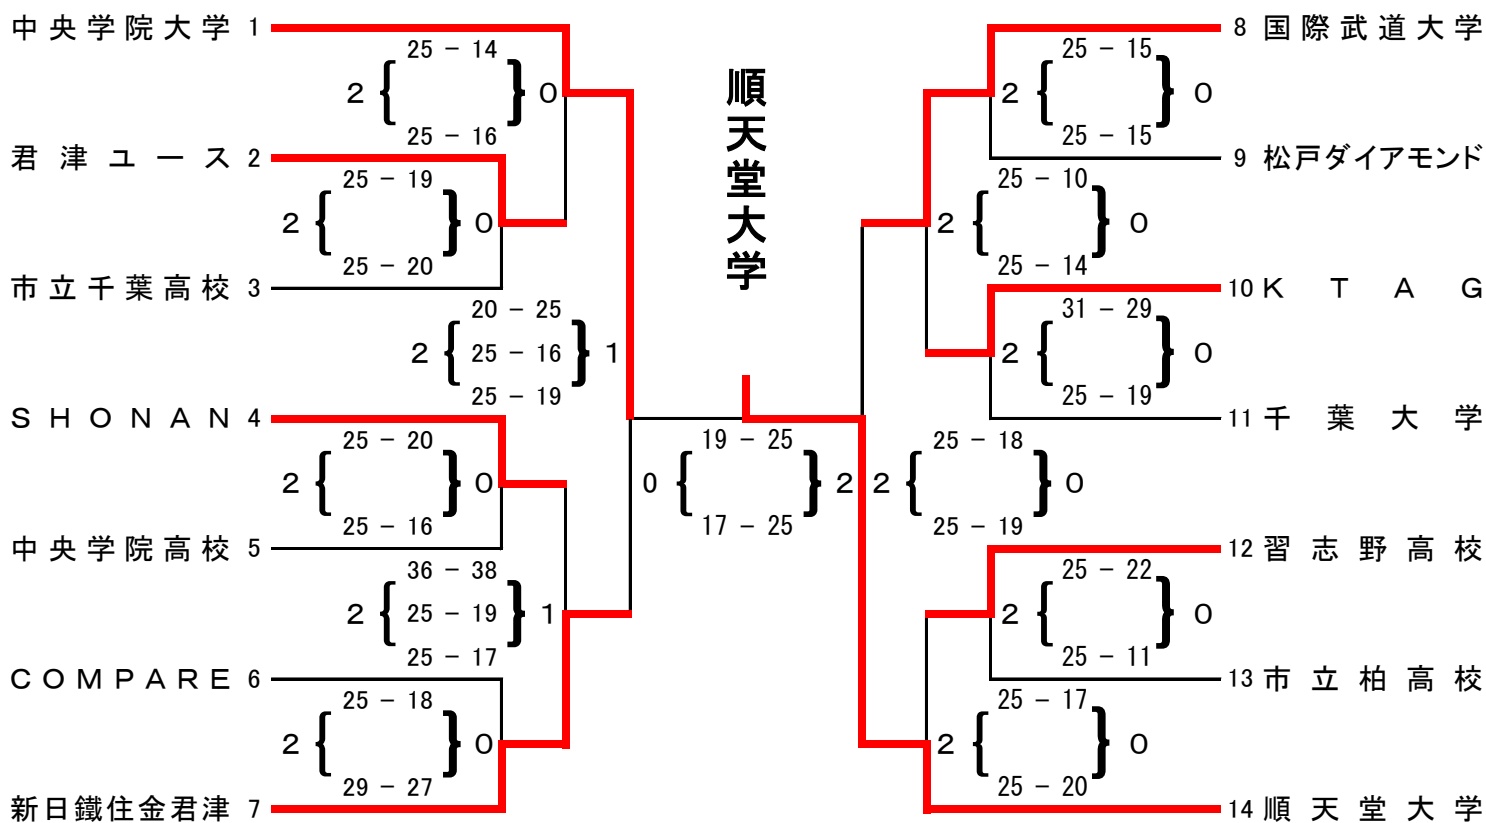 中央学院大学 1
25 － 14
2 { } 0
25 － 16
君津ユース 2
25 － 19
2 { } 0
25 － 20
市立千葉高校 3
20 － 25
2 { 25 － 16 } 1
25 － 19
SHONAN 4
25 － 20
2 { } 0
25 － 16
中央学院高校 5
36 － 38
2 { 25 － 19 } 1
25 － 17
COMPARE 6
25 － 18
2 { } 0
29 － 27
新日鐵住金君津 7
順天堂大学
19 － 25
0 { } 2
17 － 25
8 国際武道大学
25 － 15
2 { } 0
25 － 15
9 松戸ダイアモンド
25 － 10
2 { } 0
25 － 14
10 KTAG
31 － 29
2 { } 0
25 － 19
11 千葉大学
25 － 18
2 { } 0
25 － 19
12 習志野高校
25 － 22
2 { } 0
25 － 11
13 市立柏高校
25 － 17
2 { } 0
25 － 20
14 順天堂大学